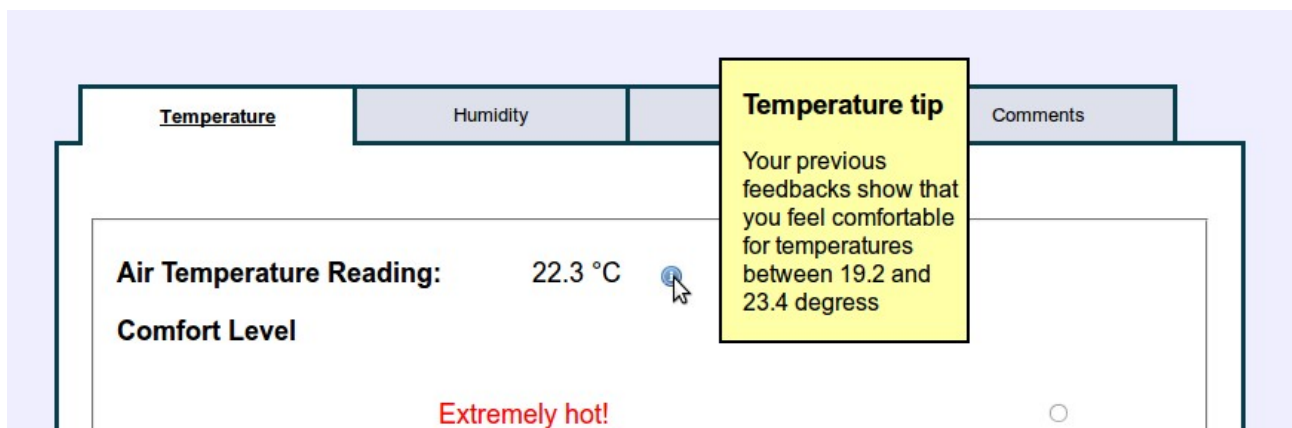 Temperature
Humidity
Comments
Temperature tip
Your previous
feedbacks show that
you feel comfortable
for temperatures
between 19.2 and
23.4 degress
Air Temperature Reading: 22.3 °C
Comfort Level
Extremely hot!